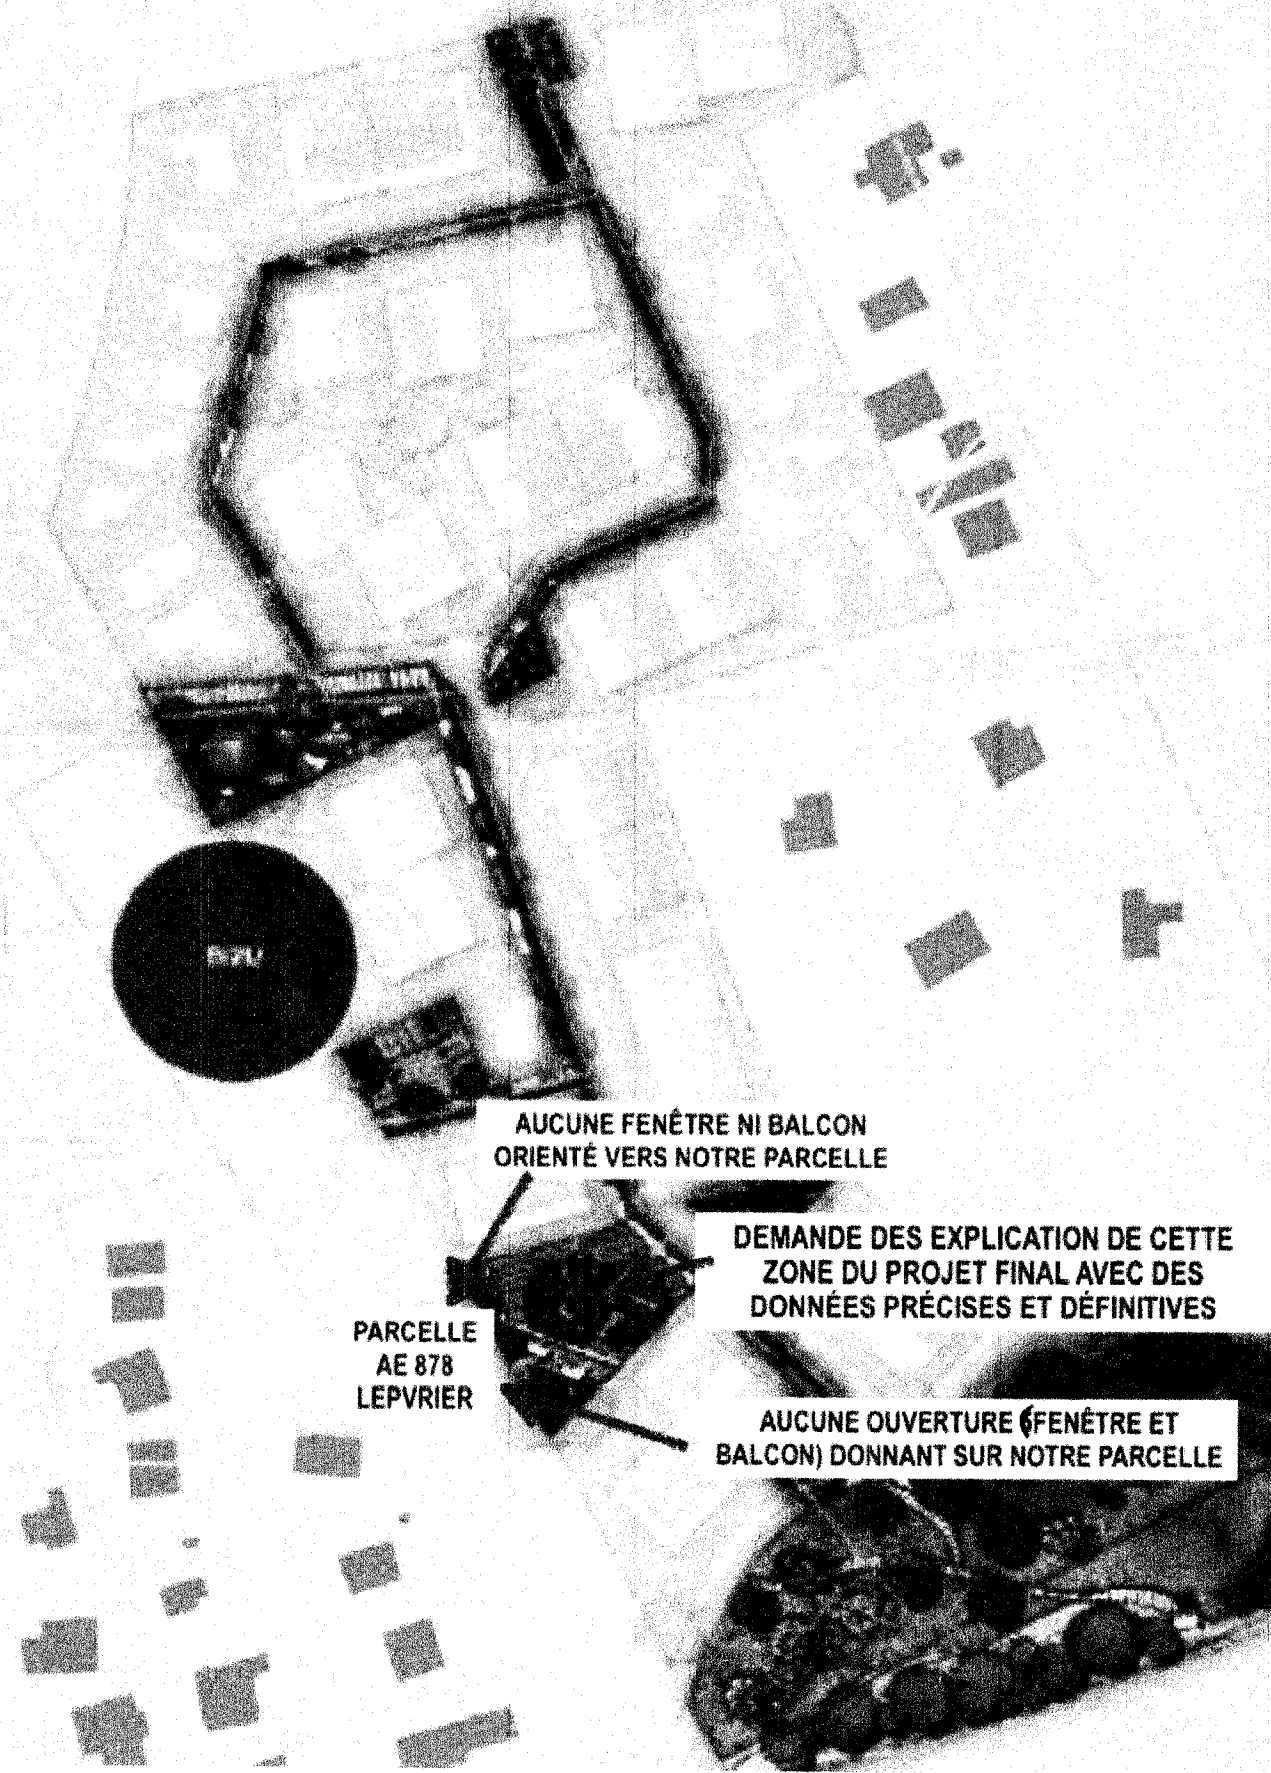 AUCUNE FENÊTRE NI BALCON
ORIENTÉ VERS NOTRE PARCELLE
DEMANDE DES EXPLICATION DE CETTE
ZONE DU PROJET FINAL AVEC DES
DONNÉES PRÉCISES ET DÉFINITIVES
PARCELLE
AE 878
LEPVRIER
AUCUNE OUVERTURE (FENÊTRE ET
BALCON) DONNANT SUR NOTRE PARCELLE